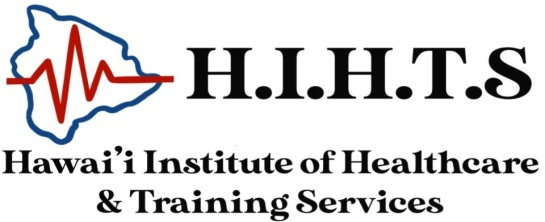 H.I.H.T.S
Hawai’i Institute of Healthcare
& Training Services